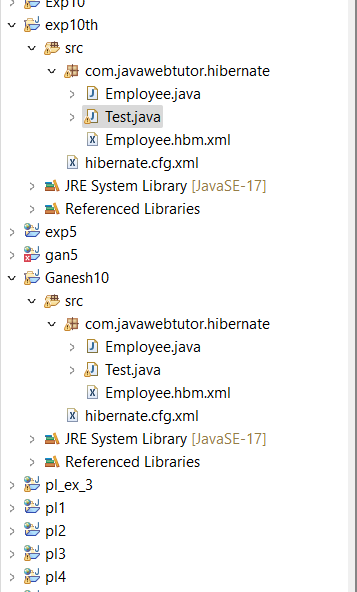 Exp10
exp10th
src
com.javawebtutor.hibernate
Employee.java
Test.java
Employee.hbm.xml
hibernate.cfg.xml
JRE System Library [JavaSE-17]
Referenced Libraries
exp5
gan5
Ganesh10
src
com.javawebtutor.hibernate
Employee.java
Test.java
Employee.hbm.xml
hibernate.cfg.xml
JRE System Library [JavaSE-17]
Referenced Libraries
pl_ex_3
pl1
pl2
pl3
pl4